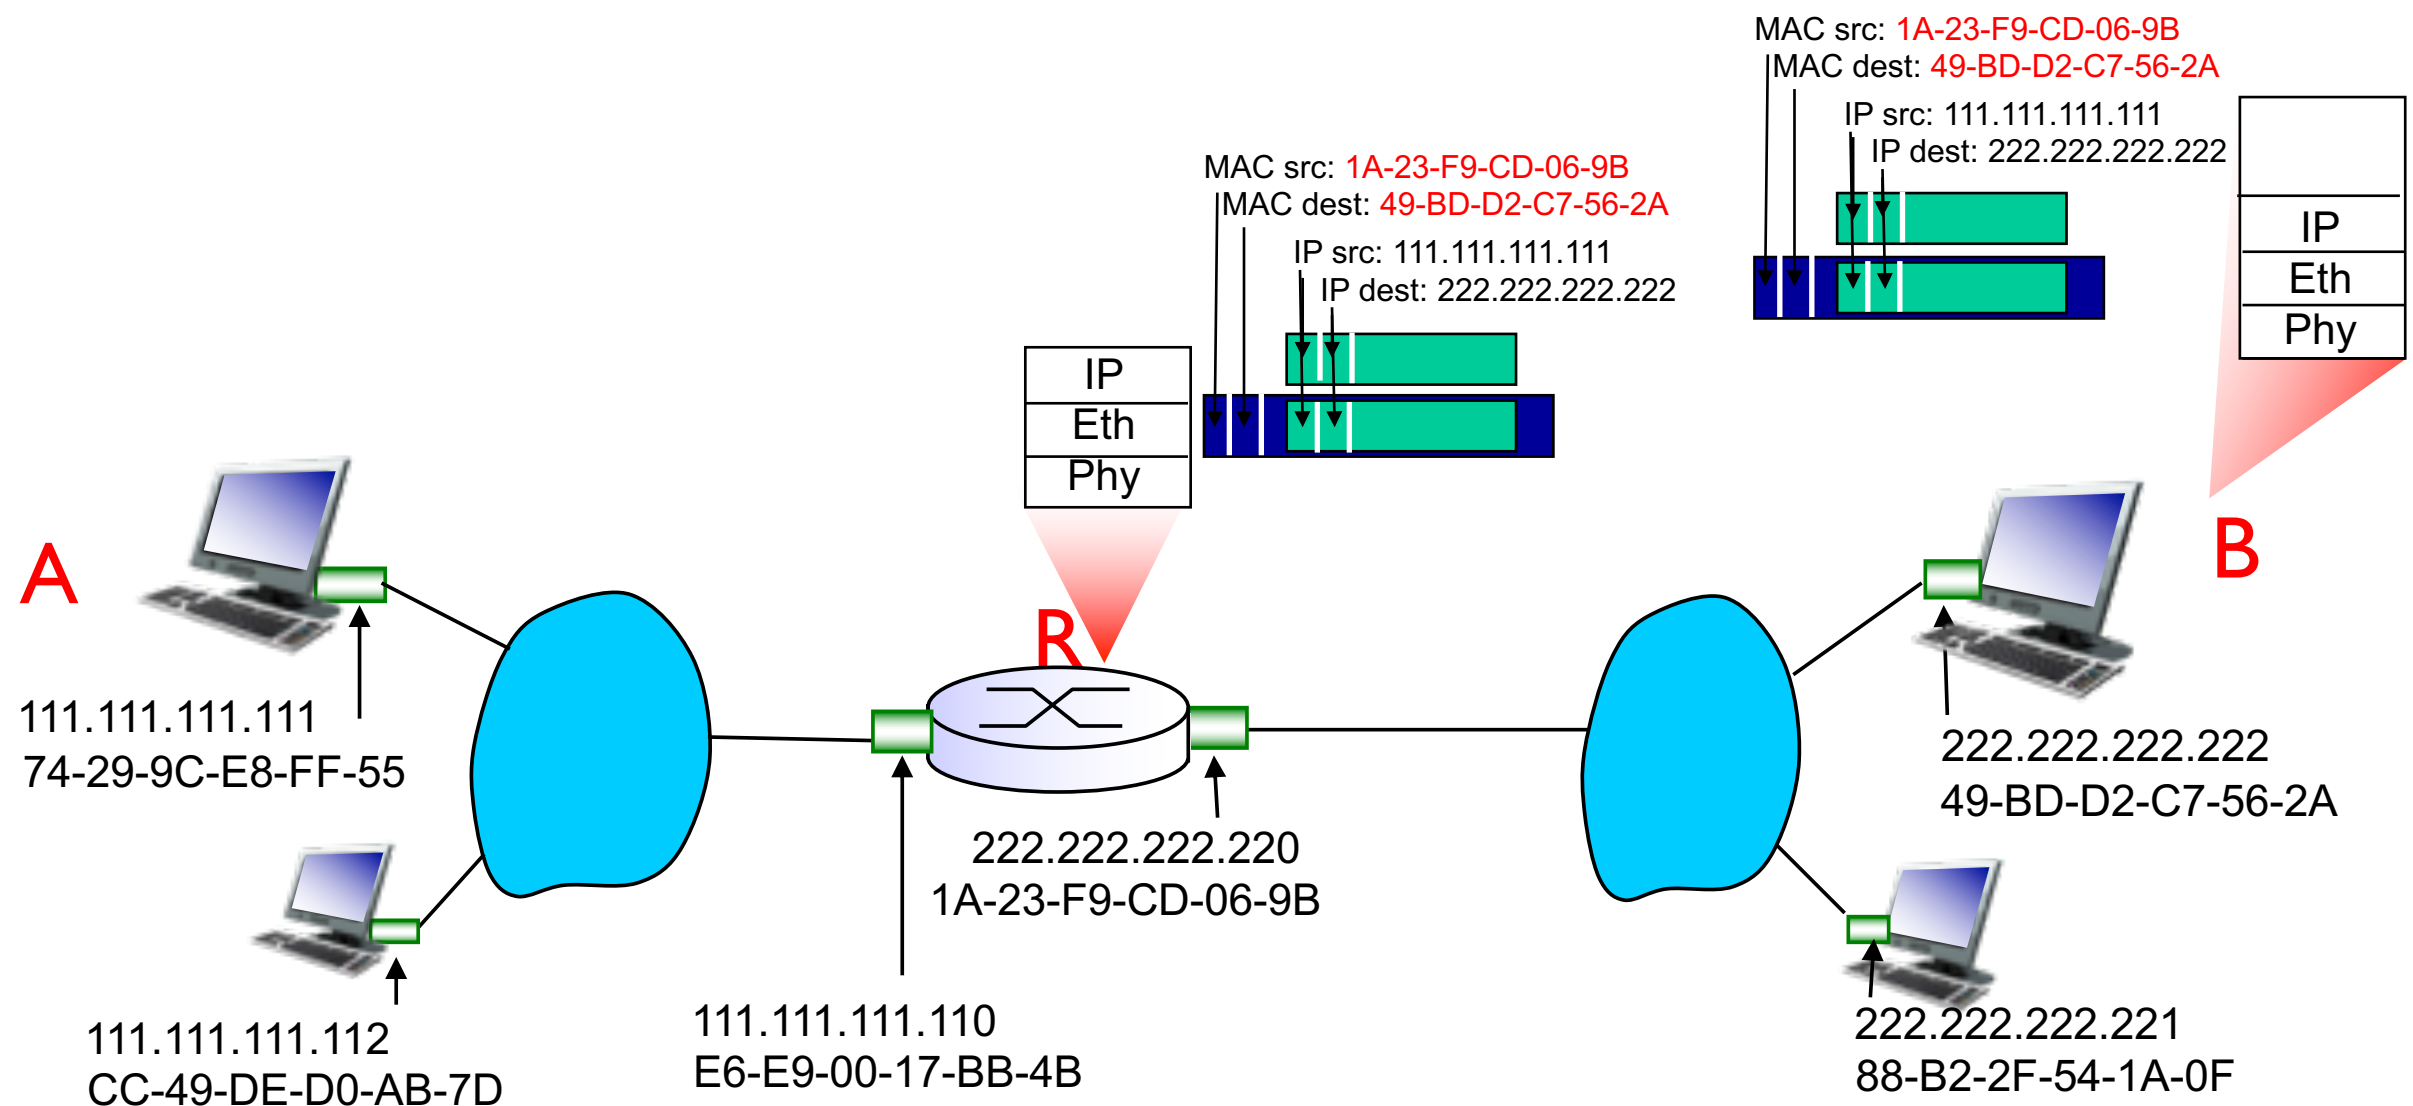 MAC src: 1A-23-F9-CD-06-9B
MAC dest: 49-BD-D2-C7-56-2A
IP src: 111.111.111.111
IP dest: 222.222.222.222
MAC src: 1A-23-F9-CD-06-9B
MAC dest: 49-BD-D2-C7-56-2A
IP src: 111.111.111.111
IP dest: 222.222.222.222
IP
Eth
Phy
IP
Eth
Phy
A
R
B
111.111.111.111
74-29-9C-E8-FF-55
222.222.222.222
49-BD-D2-C7-56-2A
222.222.222.220
1A-23-F9-CD-06-9B
111.111.111.112
CC-49-DE-D0-AB-7D
111.111.111.110
E6-E9-00-17-BB-4B
222.222.222.221
88-B2-2F-54-1A-0F